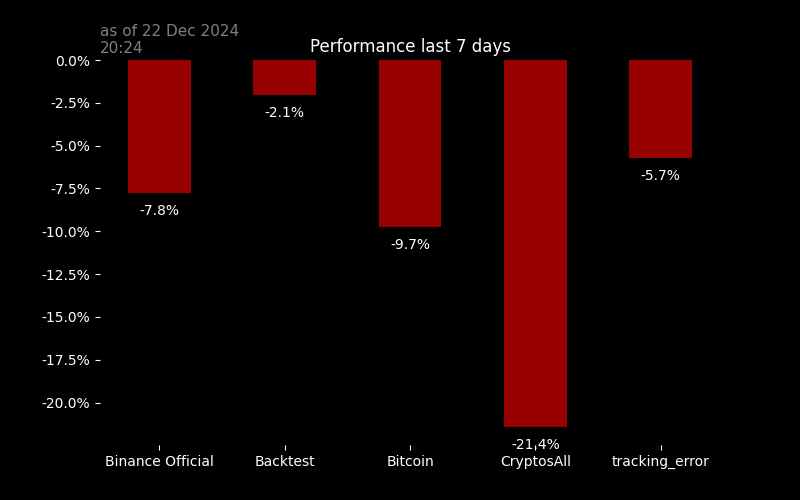 as of 22 Dec 2024
20:24
Performance last 7 days
0.0%
-2.5%
-5.0%
-7.5%
-10.0%
-12.5%
-15.0%
-17.5%
-20.0%
-7.8%
-2.1%
-9.7%
-21.4%
-5.7%
Binance Official
Backtest
Bitcoin
CryptosAll
tracking_error